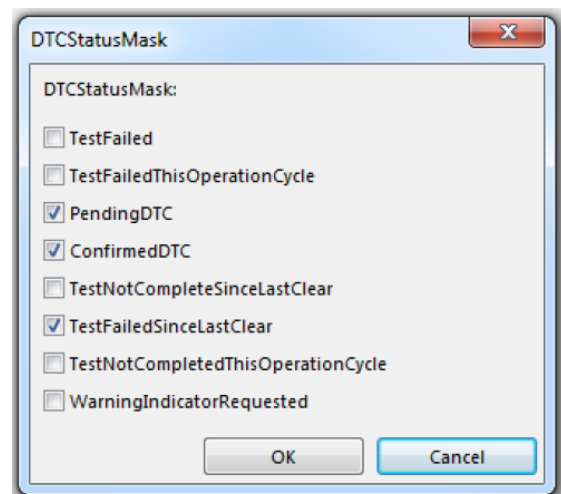 DTCStatusMask
DTCStatusMask:
TestFailed
TestFailedThisOperationCycle
PendingDTC
ConfirmedDTC
TestNotCompleteSinceLastClear
TestFailedSinceLastClear
TestNotCompletedThisOperationCycle
WarningIndicatorRequested
OK Cancel